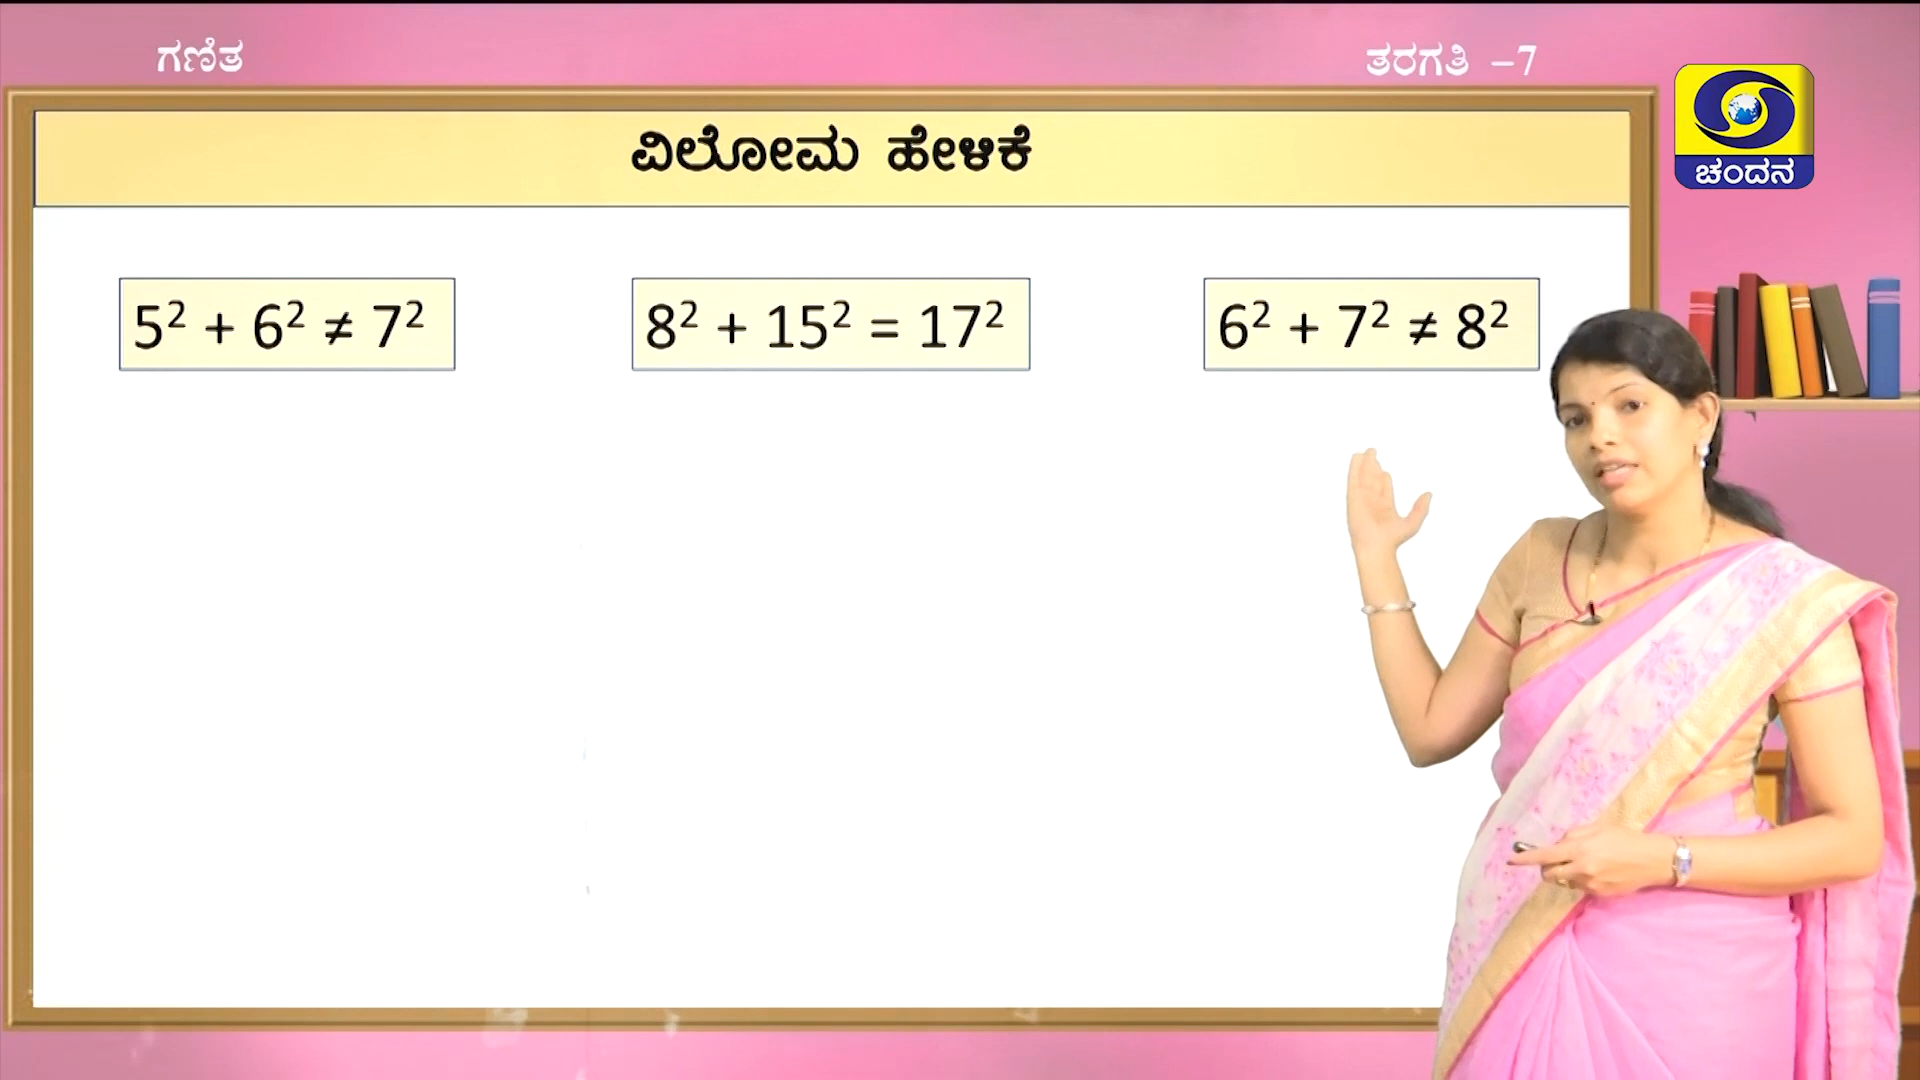 ಗಣಿತ
ತರಗತಿ –7
ಚಂದನ
ವಿಲೋಮ ಹೇಳಿಕೆ
5² + 6² ≠ 7²
8² + 15² = 17²
6² + 7² ≠ 8²